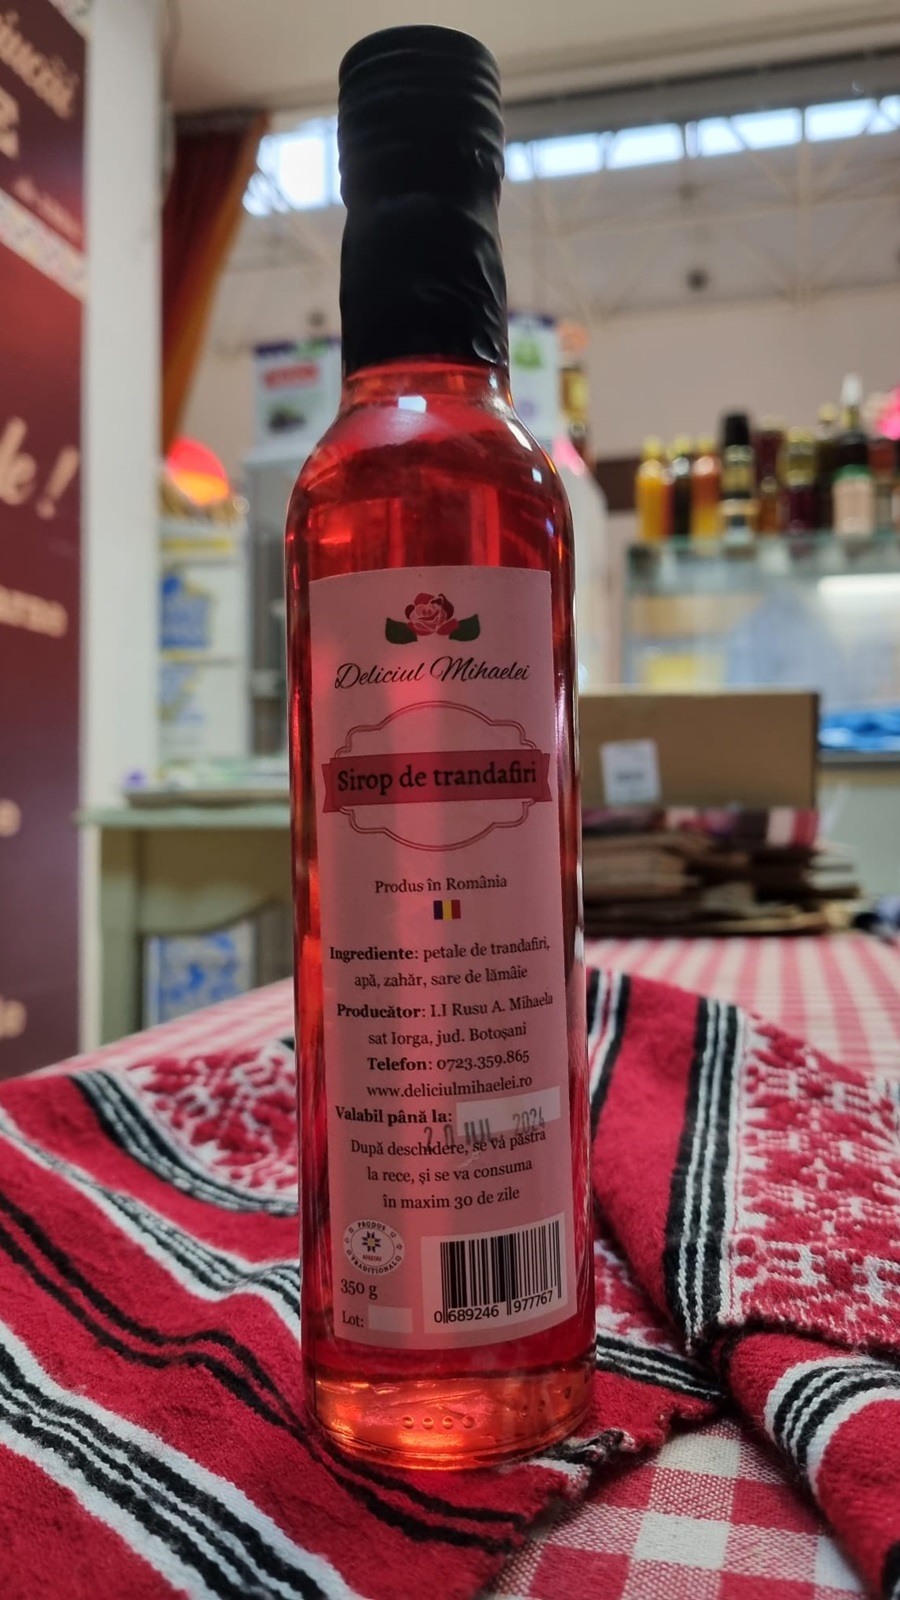 Deliciul Mihaelei
Sirop de trandafiri
Produs în România
Ingrediente: petale de trandafiri,
apă, zahăr, sare de lămâie
Producător: I.I Rusu A. Mihaela
sat Iorga, jud. Botoșani
Telefon: 0723.359.865
www.deliciulmihaelei.ro
Valabil până la:
20 IUL 2024
După deschidere, se va păstra
la rece, și se va consuma
în maxim 30 de zile
PRODUS
TRADIȚIONAL
350 g
Lot:
0 689246 977767
le !